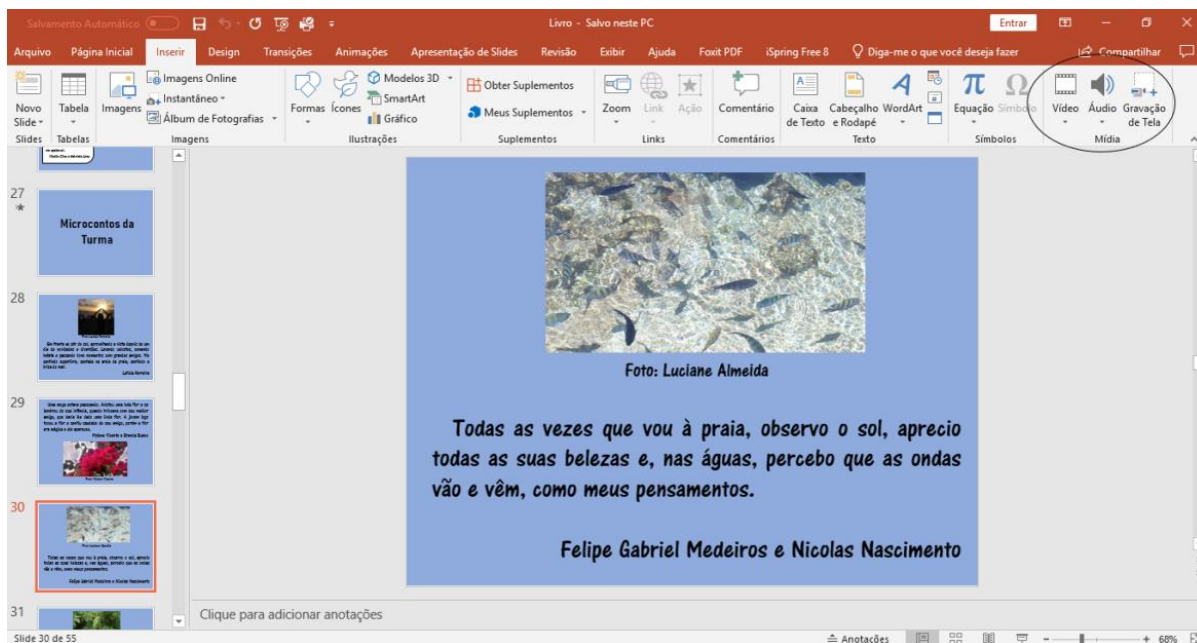 Salvamento Automático
Livro - Salvo neste PC
Entrar
Arquivo Página Inicial Inserir Design Transições Animações Apresentação de Slides Revisão Exibir Ajuda Foxit PDF iSpring Free 8 Diga-me o que você deseja fazer Compartilhar
Novo Slide
Tabela
Imagens
Imagens Online
Instantâneo
Álbum de Fotografias
Formas
Ícones
Modelos 3D
SmartArt
Gráfico
Obter Suplementos
Meus Suplementos
Zoom
Link
Ação
Comentário
Caixa de Texto
Cabeçalho e Rodapé
WordArt
Equação
Símbolo
Vídeo
Áudio
Gravação de Tela
Slides Tabelas Imagens Ilustrações Suplementos Links Comentários Texto Símbolos Mídia
27
Microcontos da
Turma
28
29
30
31
Foto: Luciane Almeida
Todas as vezes que vou à praia, observo o sol, aprecio
todas as suas belezas e, nas águas, percebo que as ondas
vão e vêm, como meus pensamentos.
Felipe Gabriel Medeiros e Nicolas Nascimento
Clique para adicionar anotações
Slide 30 de 55
Anotações
68%